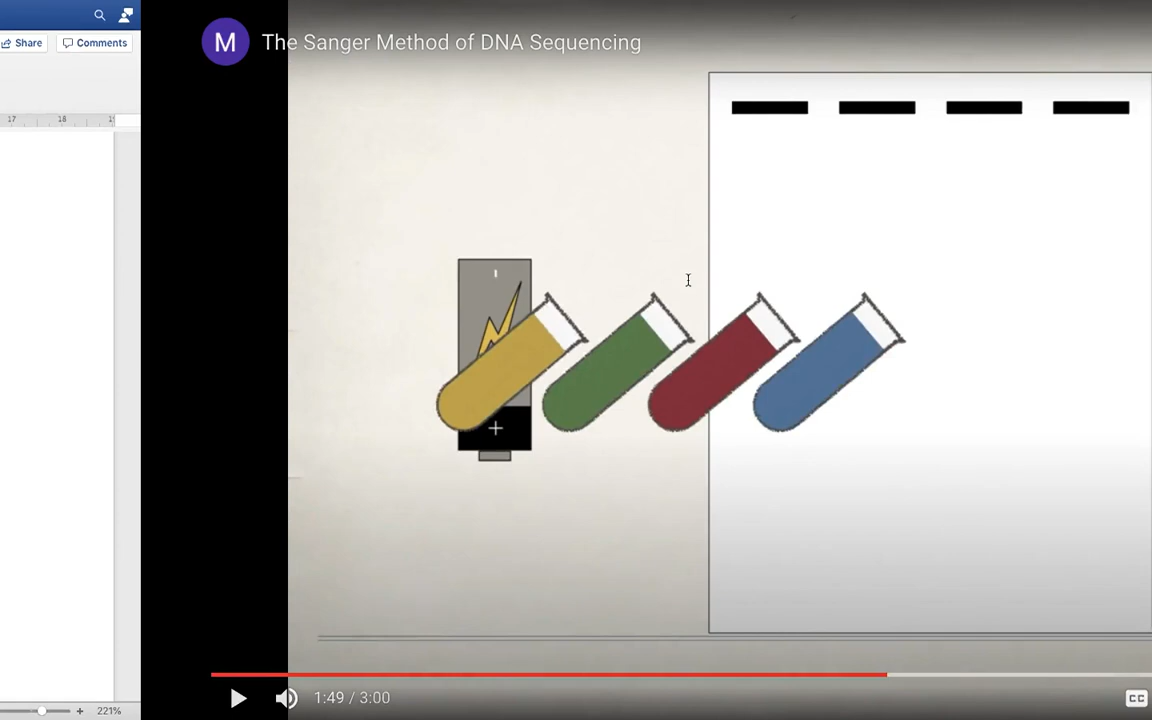 Share
Comments
17
18
M
The Sanger Method of DNA Sequencing
+
1:49 / 3:00
CC
+ 221%